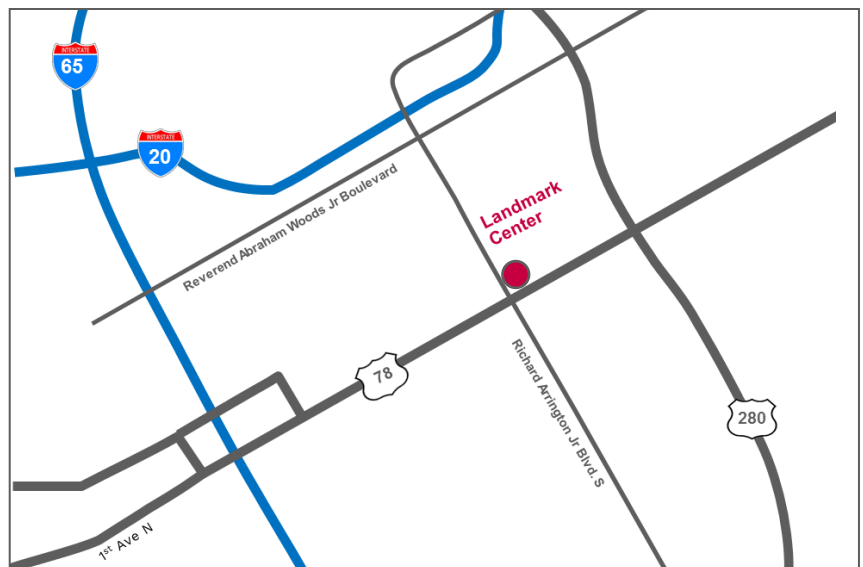 INTERSTATE
65
INTERSTATE
20
Reverend Abraham Woods Jr Boulevard
Landmark
Center
78
Richard Arrington Jr Blvd. S
280
1st Ave N